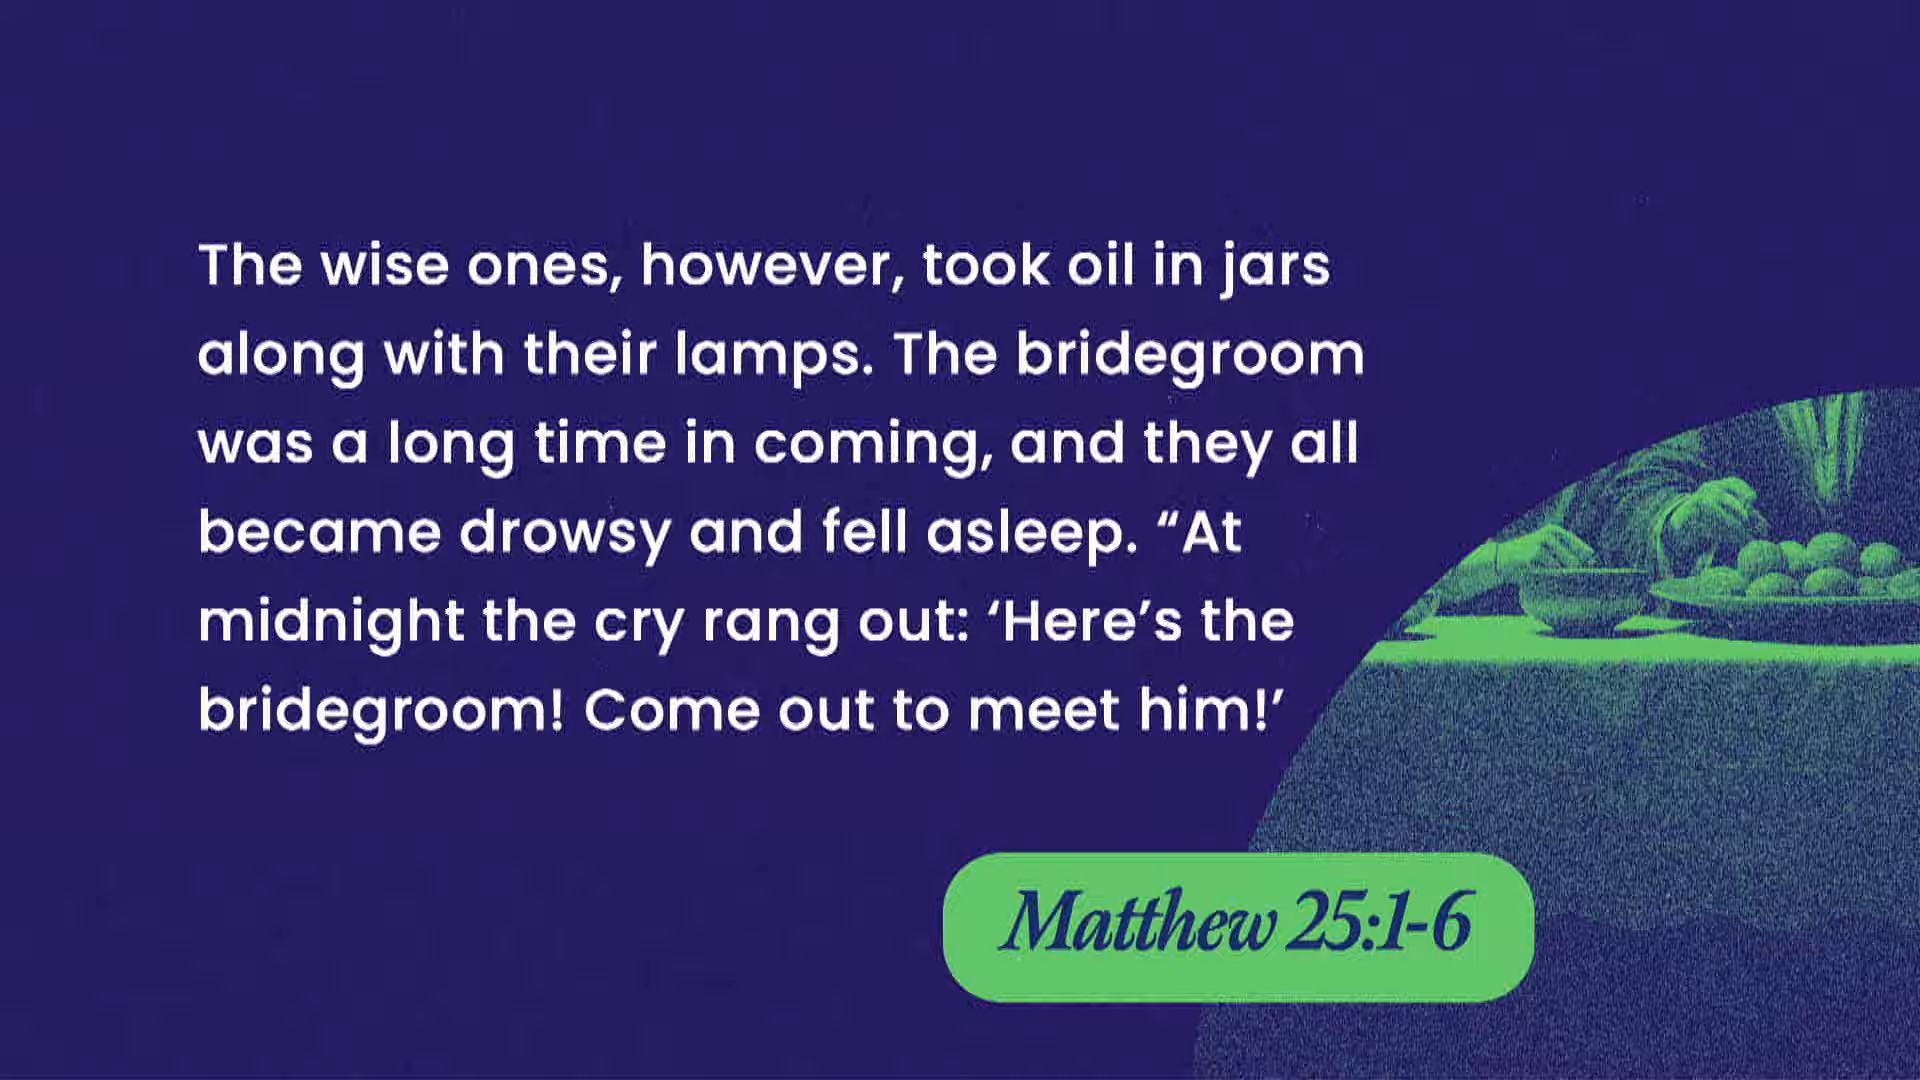 The wise ones, however, took oil in jars
along with their lamps. The bridegroom
was a long time in coming, and they all
became drowsy and fell asleep. “At
midnight the cry rang out: ‘Here’s the
bridegroom! Come out to meet him!’
Matthew 25:1-6